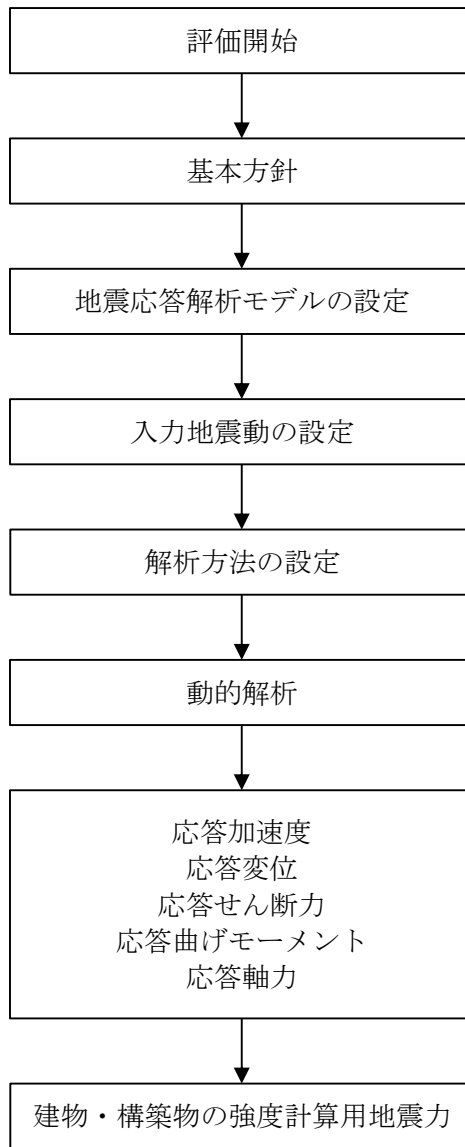 評価開始
基本方針
地震応答解析モデルの設定
入力地震動の設定
解析方法の設定
動的解析
応答加速度
応答変位
応答せん断力
応答曲げモーメント
応答軸力
建物・構築物の強度計算用地震力